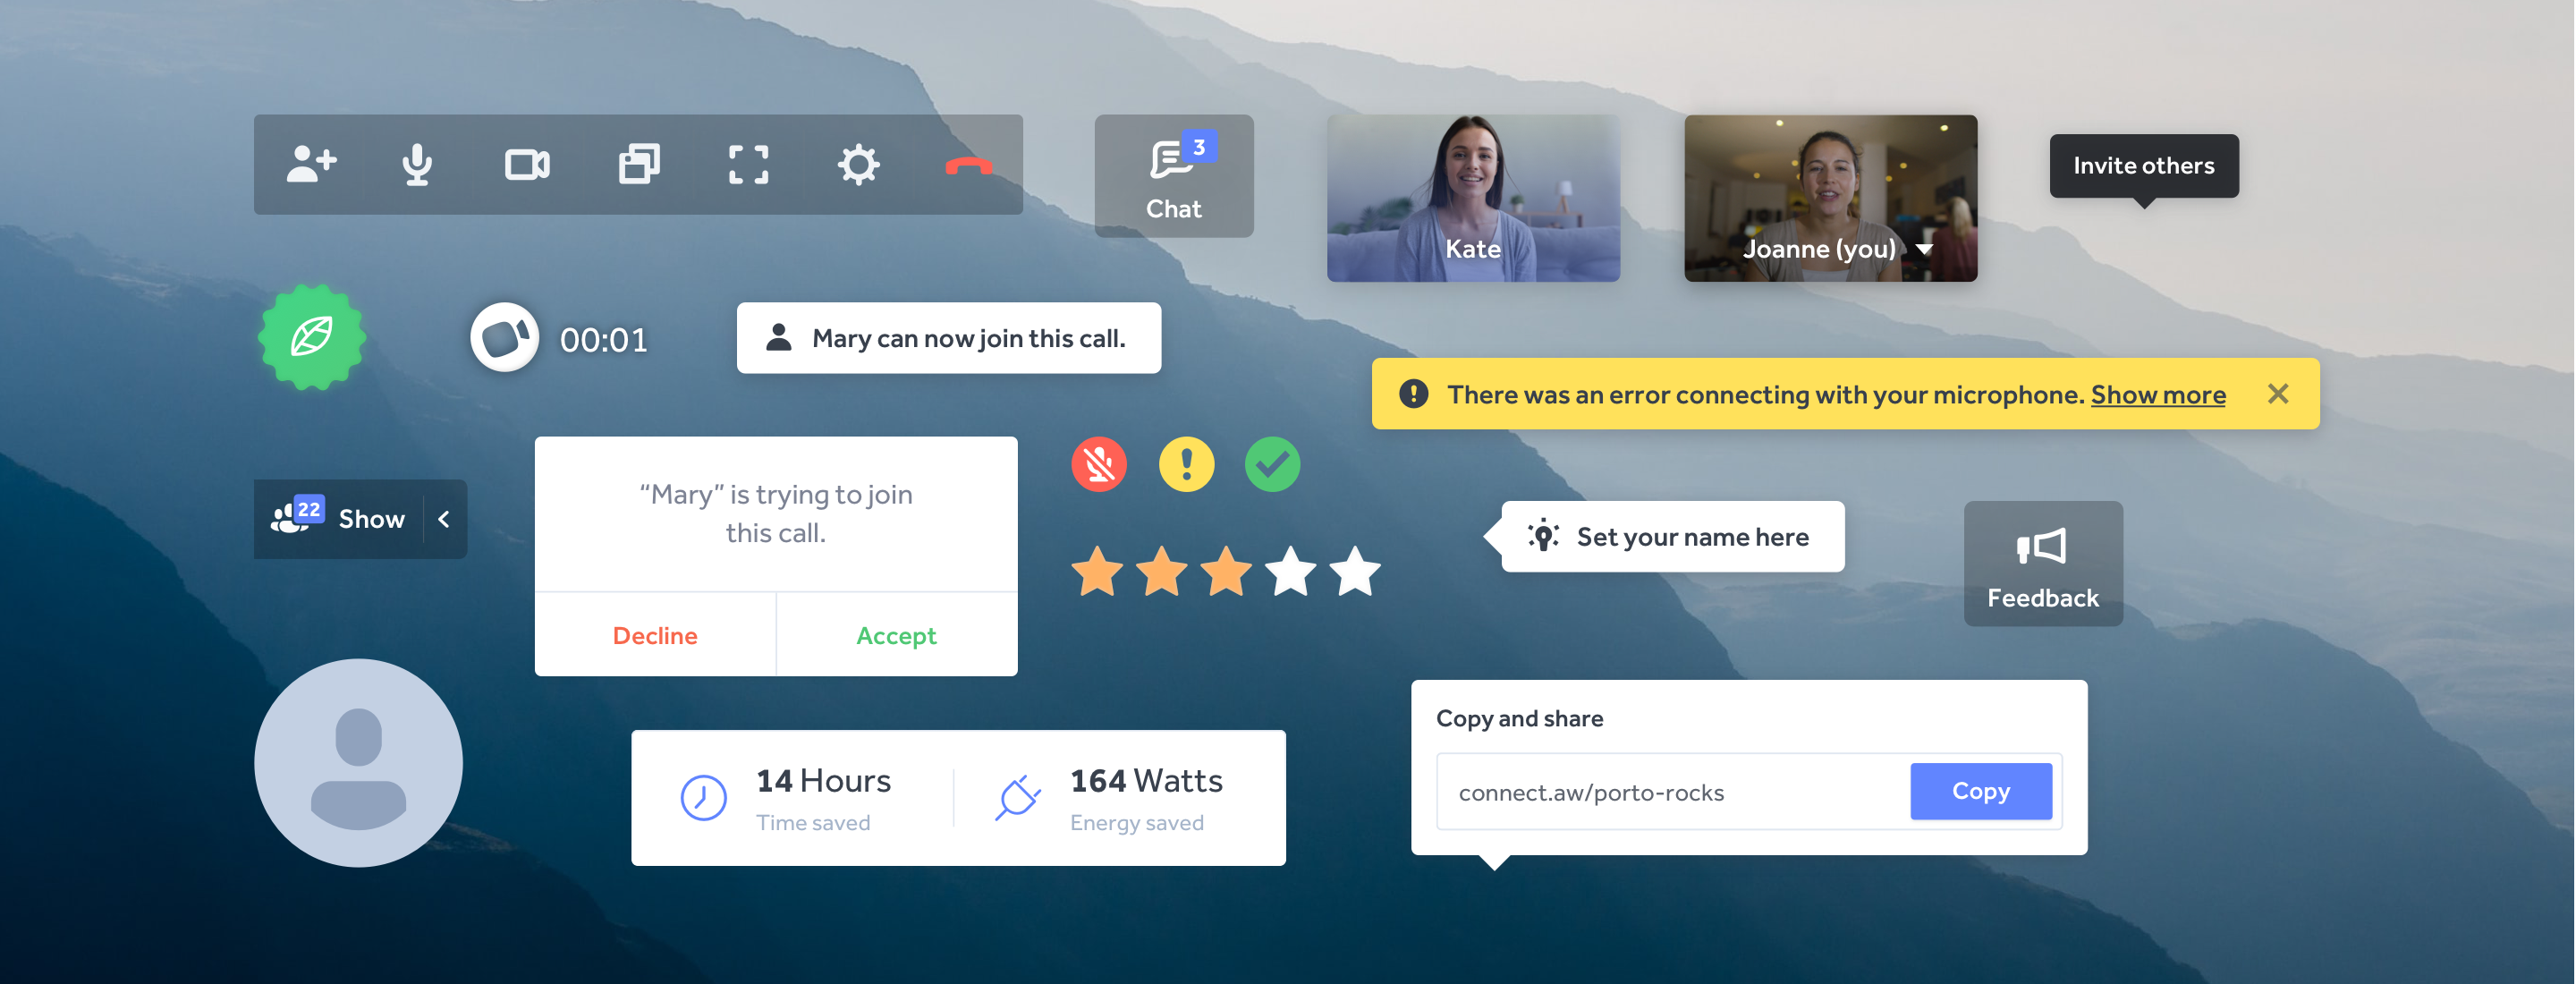 3
Chat
Kate
Joanne (you)
Invite others
00:01
Mary can now join this call.
There was an error connecting with your microphone. Show more
22
Show
“Mary” is trying to join
this call.
Decline
Accept
Set your name here
Feedback
14 Hours
Time saved
164 Watts
Energy saved
Copy and share
connect.aw/porto-rocks
Copy